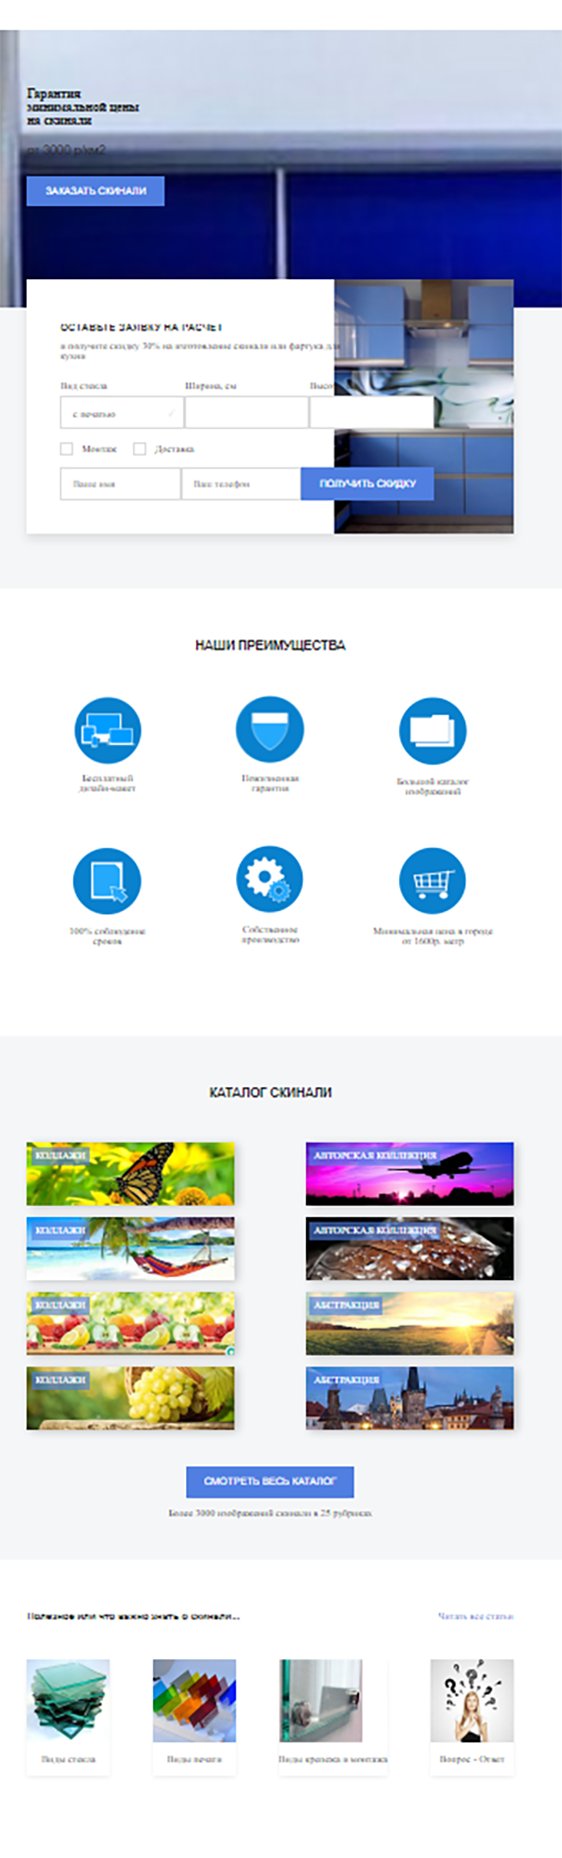 Гарантия
минимальной цены
на скинали
от 3000 р/км2
ЗАКАЗАТЬ СКИНАЛИ
ОСТАВЬТЕ ЗАЯВКУ НА РАСЧЕТ
и получите скидку 30% на изготовление скинали или фартука для
кухни
Вид стекла Ширина, см Высо
с печатью
Монтаж Доставка
Ваше имя Ваш телефон ПОЛУЧИТЬ СКИДКУ
НАШИ ПРЕИМУЩЕСТВА
Бесплатный
дизайн-макет
Пожизненная
гарантия
Большой каталог
изображений
100% соблюдение
сроков
Собственное
производство
Минимальная цена в городе
от 1600р. метр
КАТАЛОГ СКИНАЛИ
КОЛЛАЖИ АВТОРСКАЯ КОЛЛЕКЦИЯ
КОЛЛАЖИ АВТОРСКАЯ КОЛЛЕКЦИЯ
КОЛЛАЖИ АБСТРАКЦИЯ
КОЛЛАЖИ АБСТРАКЦИЯ
СМОТРЕТЬ ВЕСЬ КАТАЛОГ
Более 3000 изображений скинали в 25 рубриках
Полезное или что важно знать о скинали... Читать все статьи
Виды стекла Виды печати Виды крепежа и монтажа Вопрос - Ответ